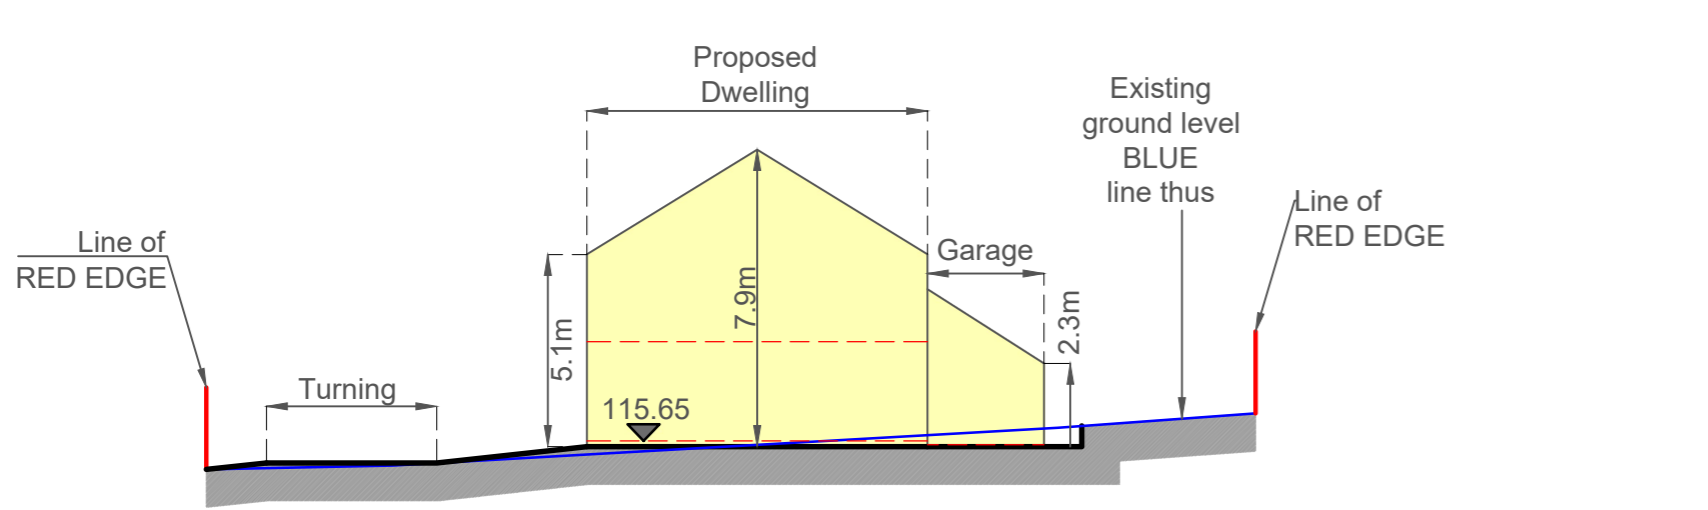 Proposed
Dwelling
Existing
ground level
BLUE
line thus
Line of
RED EDGE
Line of
RED EDGE
Garage
7.9m
5.1m
2.3m
Turning
115.65